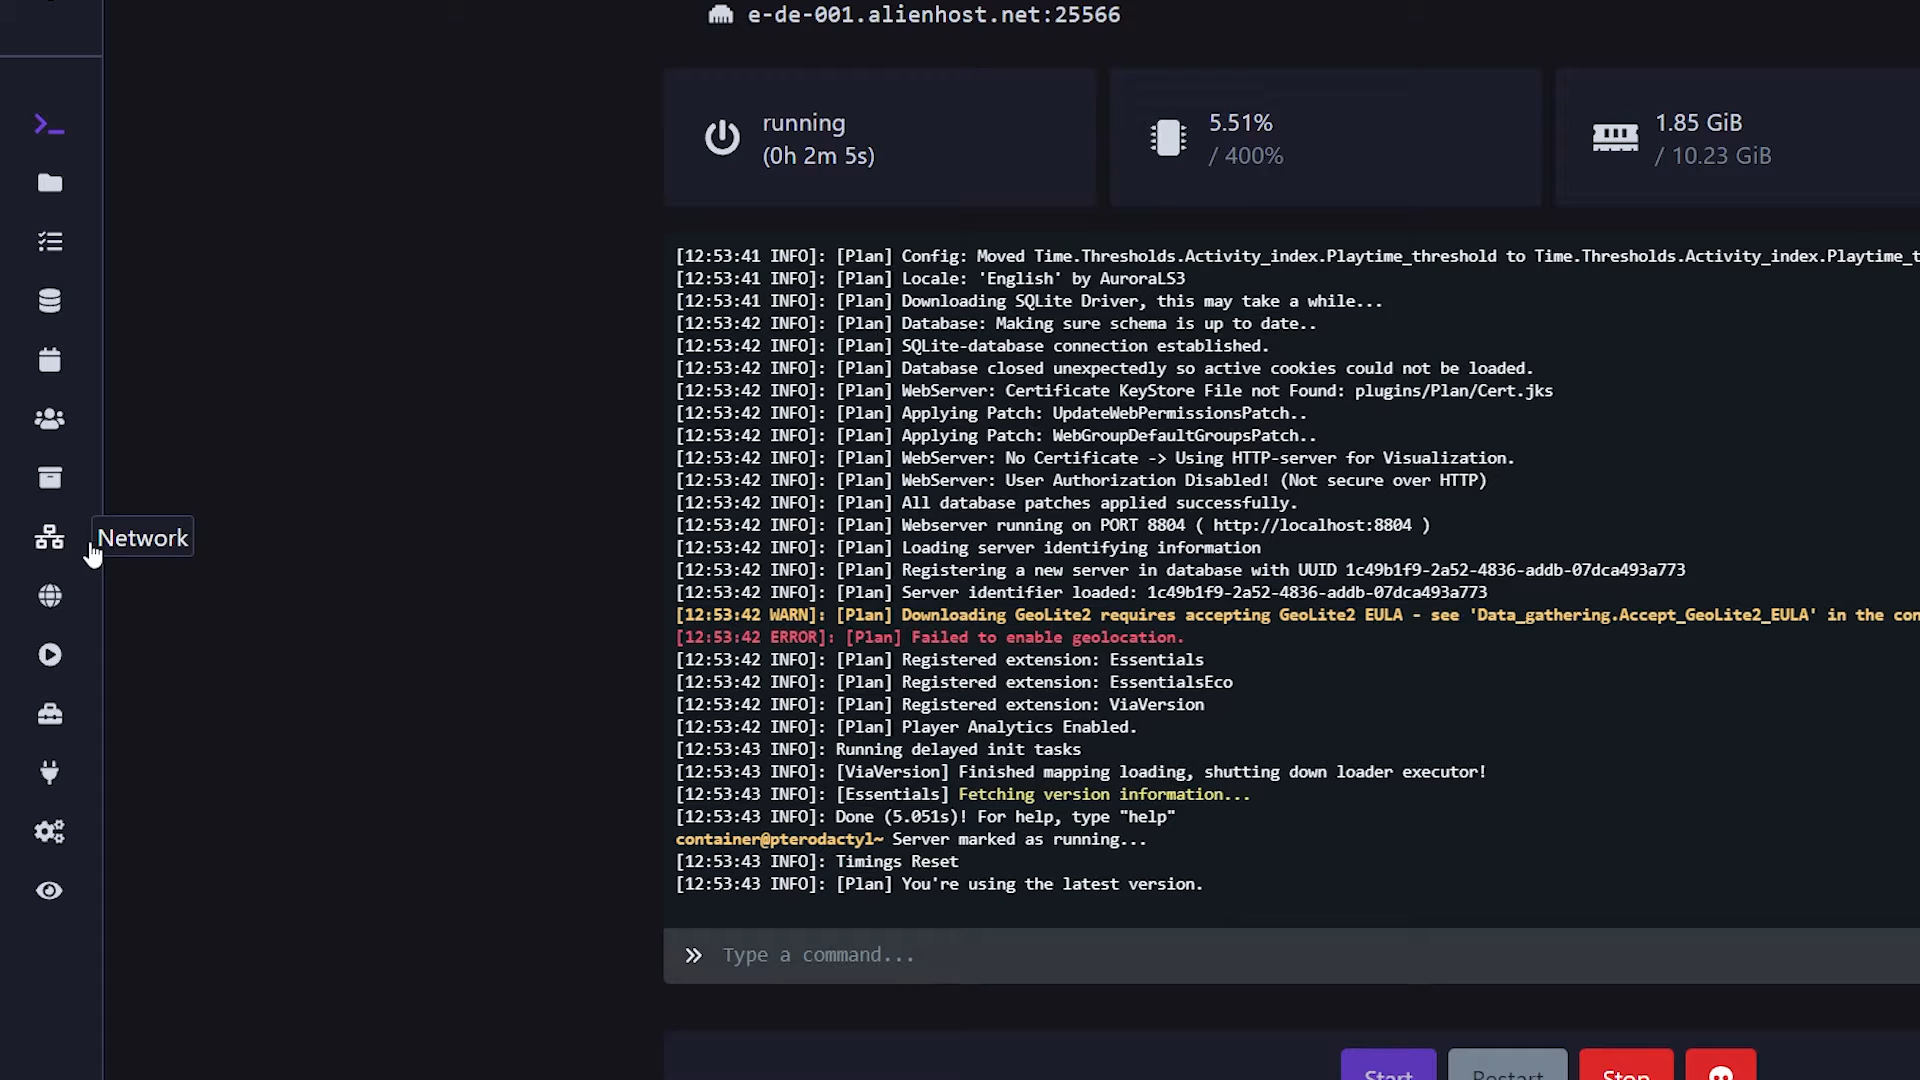 e-de-001.alienhost.net:25566
running
(0h 2m 5s)
5.51%
/ 400%
1.85 GiB
/ 10.23 GiB
[12:53:41 INFO]: [Plan] Config: Moved Time.Thresholds.Activity_index.Playtime_threshold to Time.Thresholds.Activity_index.Playtime_t
[12:53:41 INFO]: [Plan] Locale: 'English' by AuroraLS3
[12:53:41 INFO]: [Plan] Downloading SQLite Driver, this may take a while...
[12:53:42 INFO]: [Plan] Database: Making sure schema is up to date..
[12:53:42 INFO]: [Plan] SQLite-database connection established.
[12:53:42 INFO]: [Plan] Database closed unexpectedly so active cookies could not be loaded.
[12:53:42 INFO]: [Plan] WebServer: Certificate KeyStore File not Found: plugins/Plan/Cert.jks
[12:53:42 INFO]: [Plan] Applying Patch: UpdateWebPermissionsPatch..
[12:53:42 INFO]: [Plan] Applying Patch: WebGroupDefaultGroupsPatch..
[12:53:42 INFO]: [Plan] WebServer: No Certificate -> Using HTTP-server for Visualization.
[12:53:42 INFO]: [Plan] WebServer: User Authorization Disabled! (Not secure over HTTP)
[12:53:42 INFO]: [Plan] All database patches applied successfully.
[12:53:42 INFO]: [Plan] Webserver running on PORT 8804 ( http://localhost:8804 )
[12:53:42 INFO]: [Plan] Loading server identifying information
[12:53:42 INFO]: [Plan] Registering a new server in database with UUID 1c49b1f9-2a52-4836-addb-07dca493a773
[12:53:42 INFO]: [Plan] Server identifier loaded: 1c49b1f9-2a52-4836-addb-07dca493a773
[12:53:42 WARN]: [Plan] Downloading GeoLite2 requires accepting GeoLite2 EULA - see 'Data_gathering.Accept_GeoLite2_EULA' in the con
[12:53:42 ERROR]: [Plan] Failed to enable geolocation.
[12:53:42 INFO]: [Plan] Registered extension: Essentials
[12:53:42 INFO]: [Plan] Registered extension: EssentialsEco
[12:53:42 INFO]: [Plan] Registered extension: ViaVersion
[12:53:42 INFO]: [Plan] Player Analytics Enabled.
[12:53:43 INFO]: Running delayed init tasks
[12:53:43 INFO]: [ViaVersion] Finished mapping loading, shutting down loader executor!
[12:53:43 INFO]: [Essentials] Fetching version information...
[12:53:43 INFO]: Done (5.051s)! For help, type "help"
container@pterodactyl~ Server marked as running...
[12:53:43 INFO]: Timings Reset
[12:53:43 INFO]: [Plan] You're using the latest version.
Network
Type a command...
Start
Restart
Stop